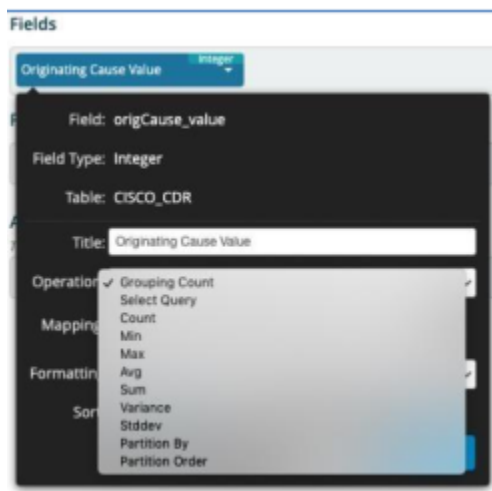 Fields
Integer
Originating Cause Value
F
Field: origCause_value
Field Type: Integer
Table: CISCO_CDR
A
T
Title: Originating Cause Value
Operation ✓ Grouping Count
Select Query
Count
Mapping
Min
Max
Formattin Avg
Sum
Sor Variance
Stddev
Partition By
Partition Order